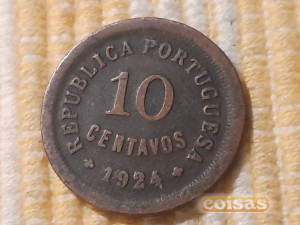 REPUBLICA PORTUGUESA
10
CENTAVOS
* 1924 *
coisas